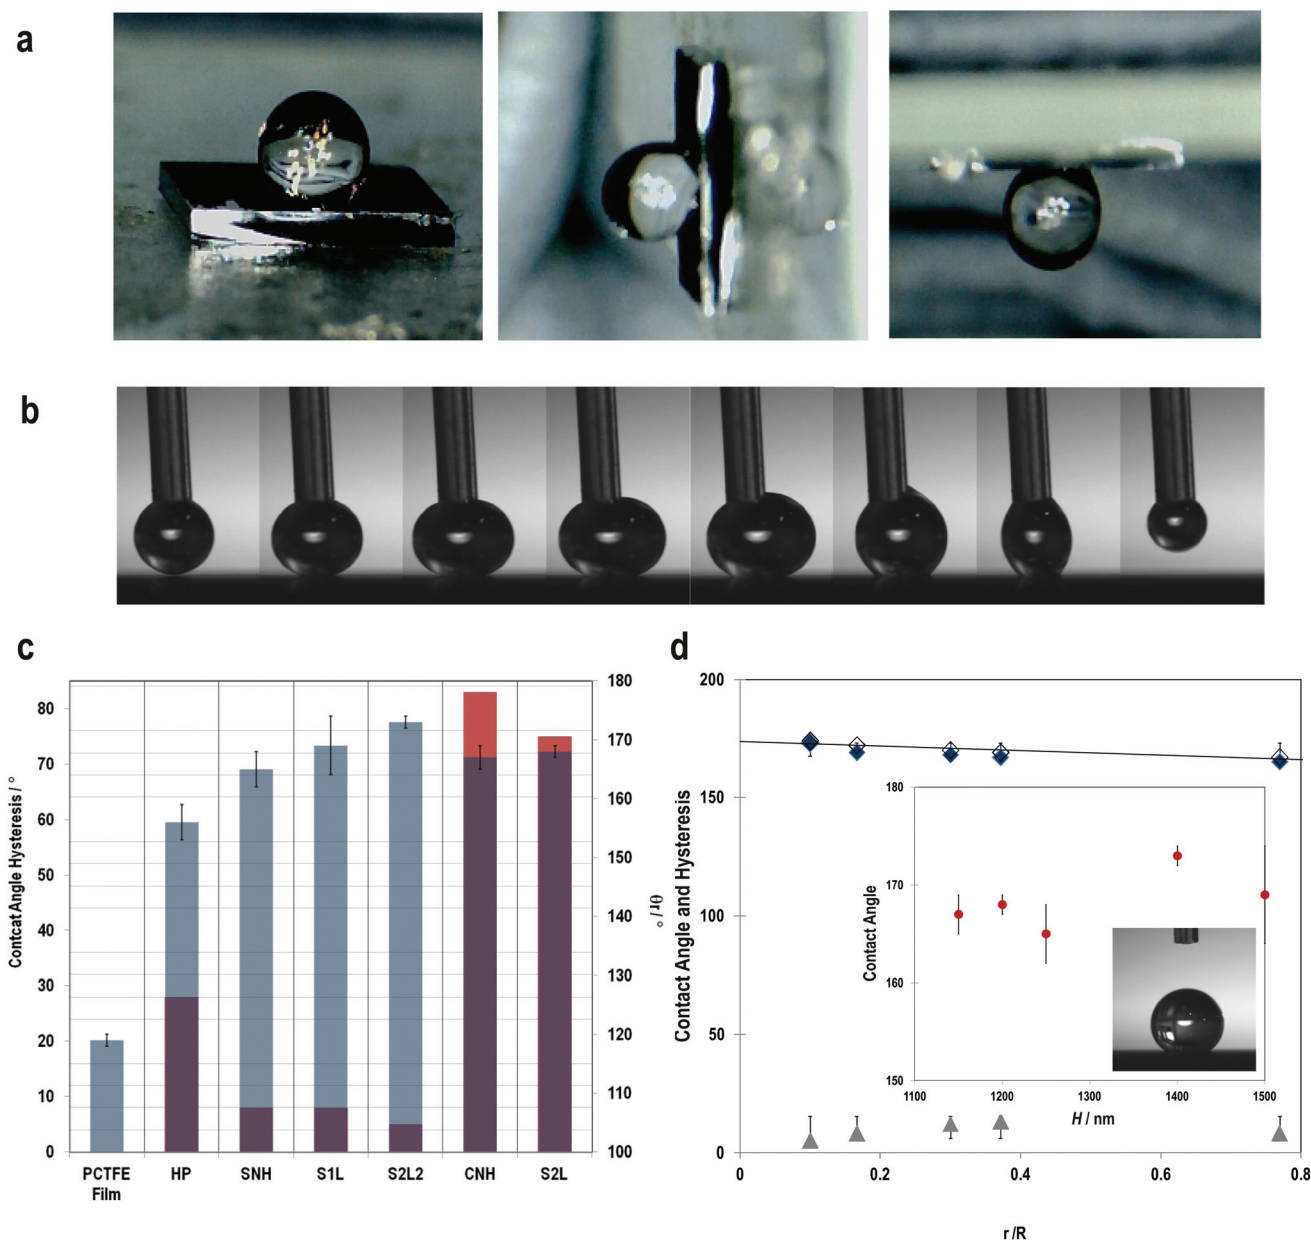 a
b
c
d
Contcat Angle Hysteresis / °
80
70
60
50
40
30
20
10
0
180
170
160
150
140
130
120
110
100
θr/ °
PCTFE
Film
HP
SNH
S1L
S2L2
CNH
S2L
Contact Angle and Hysteresis
200
150
100
50
0
0
0.2
0.4
0.6
0.8
r /R
Contact Angle
180
170
160
150
1100
1200
1300
1400
1500
H / nm